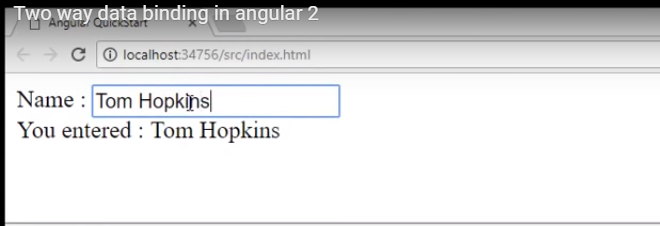 Two way data binding in angular 2
Angular QuickStart
localhost:34756/src/index.html
Name : Tom Hopkins
You entered : Tom Hopkins